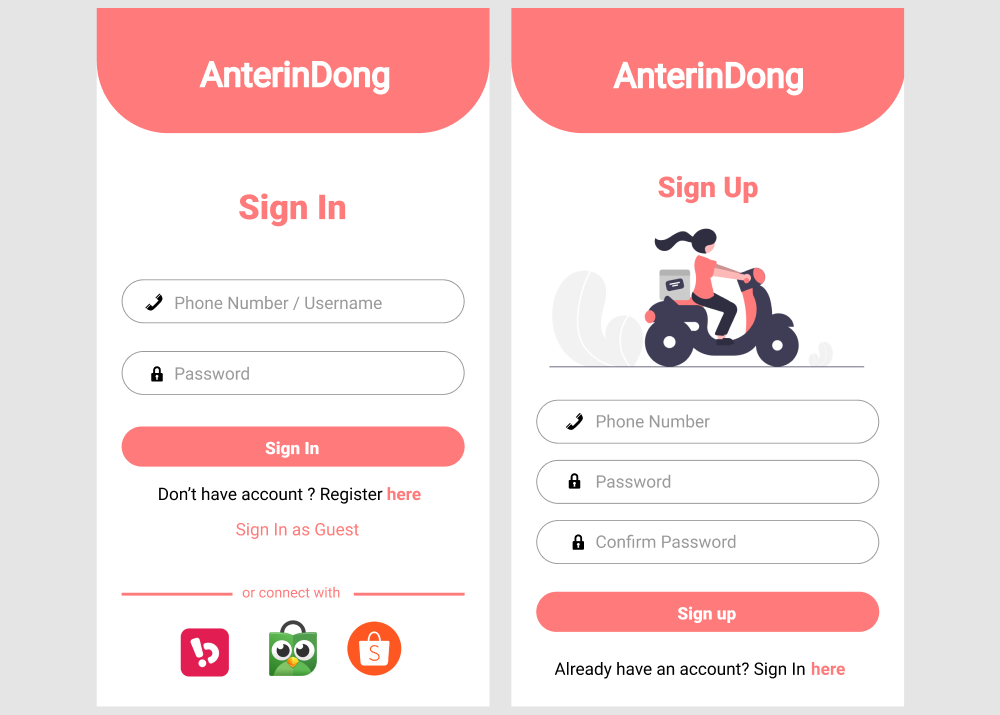 AnterinDong
Sign In
Phone Number / Username
Password
Sign In
Don’t have account ? Register here
Sign In as Guest
or connect with
S
AnterinDong
Sign Up
Phone Number
Password
Confirm Password
Sign up
Already have an account? Sign In here